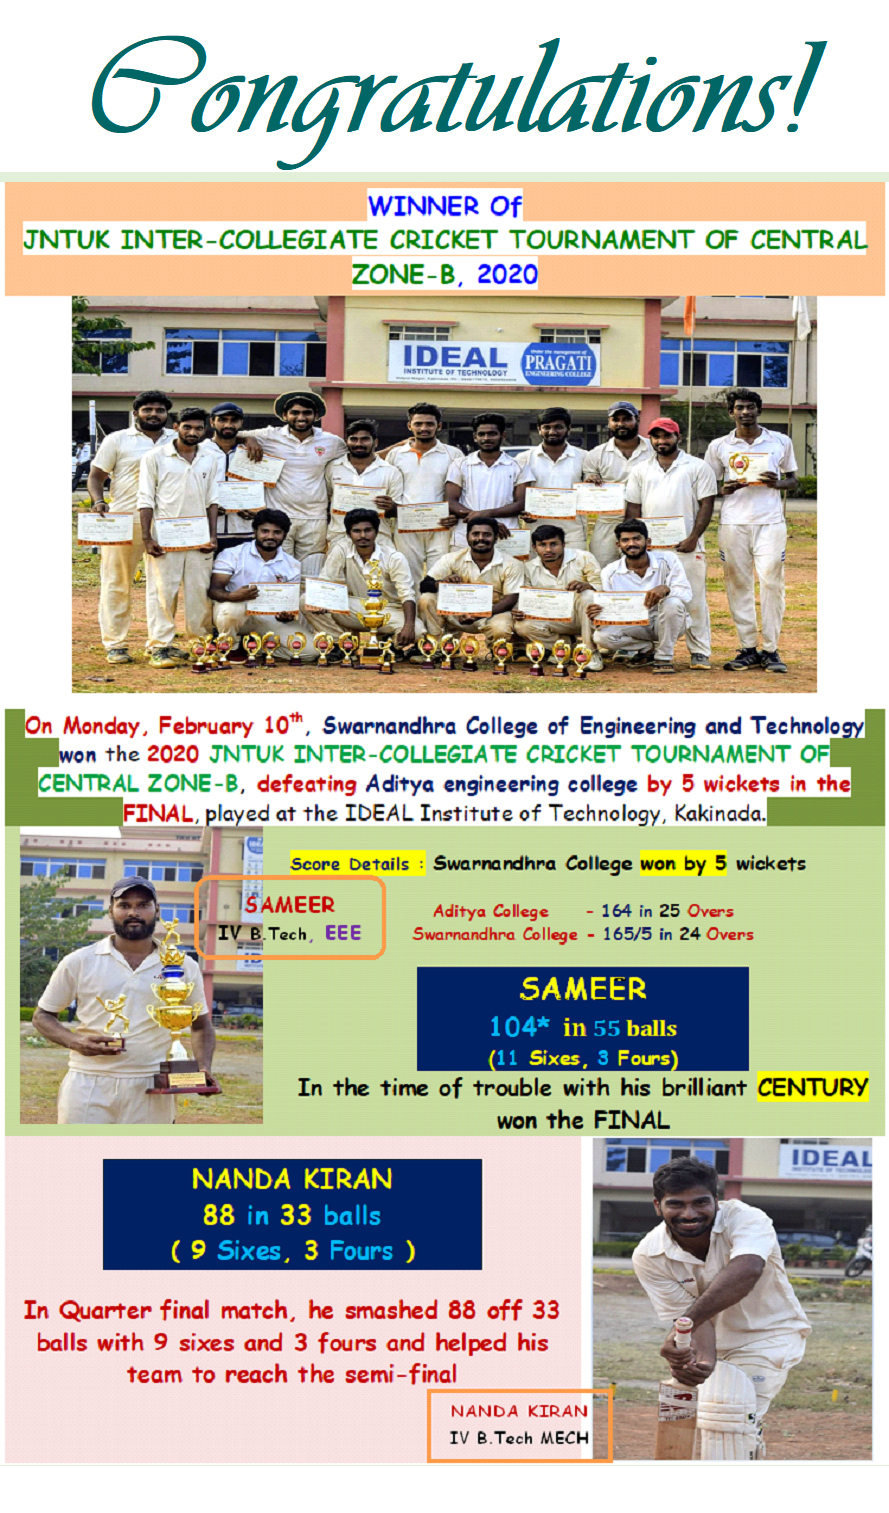 Congratulations!
WINNER Of
JNTUK INTER-COLLEGIATE CRICKET TOURNAMENT OF CENTRAL
ZONE-B, 2020
IDEAL
INSTITUTE OF TECHNOLOGY
Under the management of
PRAGATI
ENGINEERING COLLEGE
On Monday, February 10th, Swarnandhra College of Engineering and Technology
won the 2020 JNTUK INTER-COLLEGIATE CRICKET TOURNAMENT OF
CENTRAL ZONE-B, defeating Aditya engineering college by 5 wickets in the
FINAL, played at the IDEAL Institute of Technology, Kakinada.
Score Details : Swarnandhra College won by 5 wickets
SAMEER
IV B.Tech, EEE
Aditya College - 164 in 25 Overs
Swarnandhra College - 165/5 in 24 Overs
SAMEER
104* in 55 balls
(11 Sixes, 3 Fours)
In the time of trouble with his brilliant CENTURY
won the FINAL
NANDA KIRAN
88 in 33 balls
( 9 Sixes, 3 Fours )
IDEAL
In Quarter final match, he smashed 88 off 33
balls with 9 sixes and 3 fours and helped his
team to reach the semi-final
NANDA KIRAN
IV B.Tech MECH